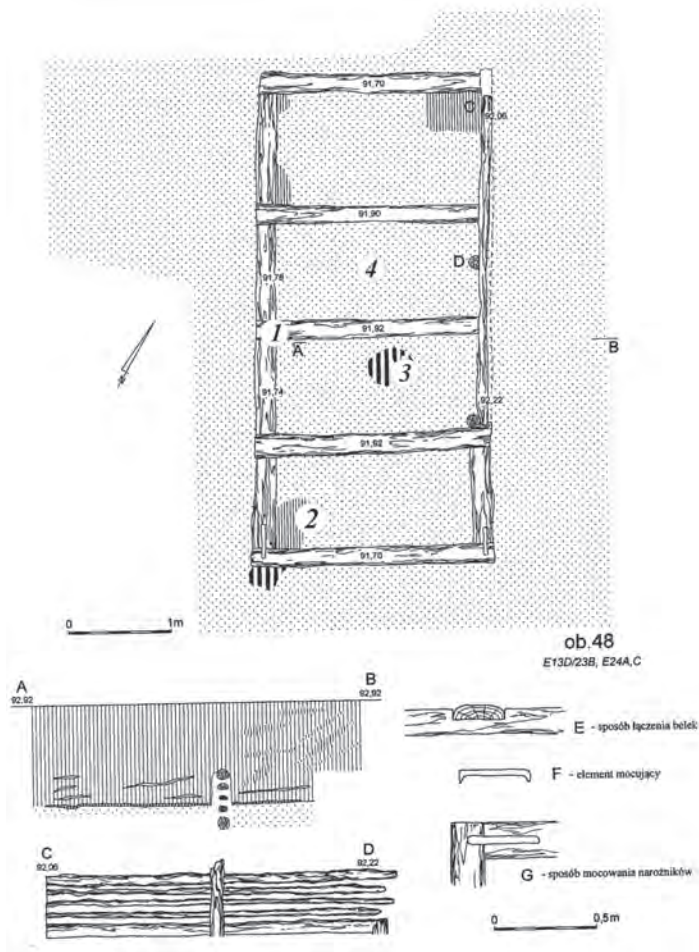 91,70
C
92,06
91,90
91,78
4
D
1
91,92
A
B
3
91,74
92,22
91,92
2
91,70
0 1m
ob.48
E13D/23B, E24A,C
A B
92,92 92,92
E - sposób łączenia belek
F - element mocujący
C D
92,06 92,22
G - sposób mocowania narożników
0 0,5m